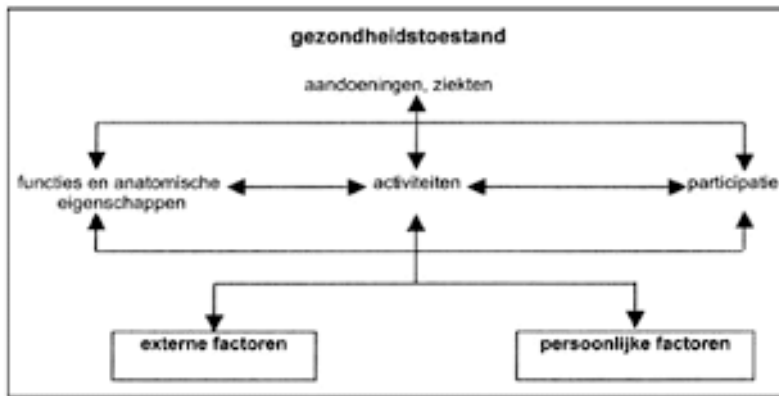 gezondheidstoestand
aandoeningen, ziekten
functies en anatomische
eigenschappen
activiteiten
participatie
externe factoren
persoonlijke factoren